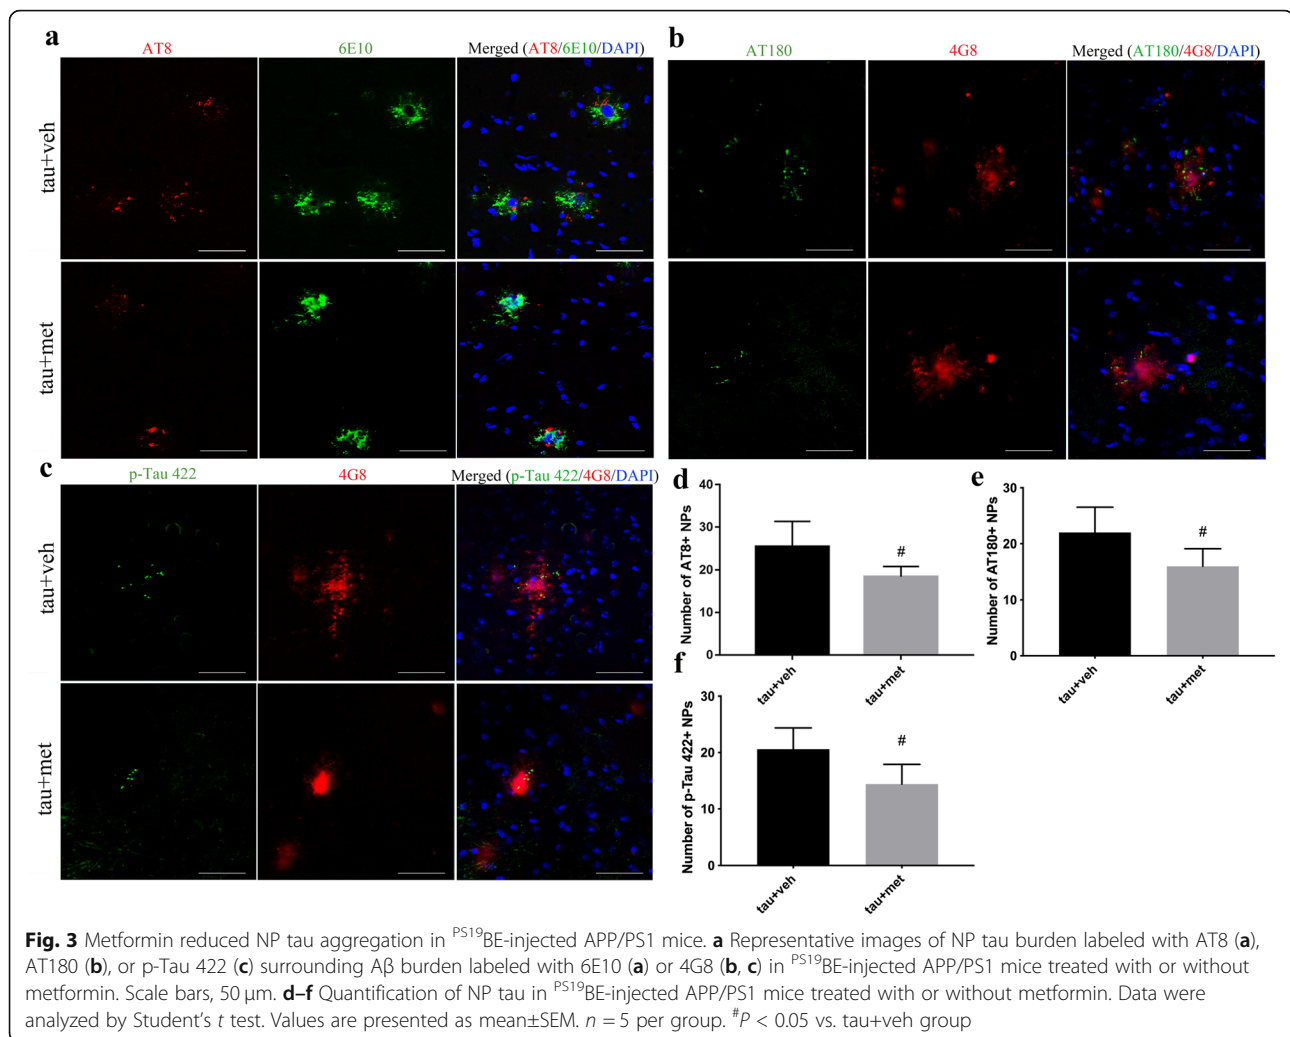 a
AT8
6E10
Merged (AT8/6E10/DAPI)
tau+veh
tau+met
b
AT180
4G8
Merged (AT180/4G8/DAPI)
c
p-Tau 422
4G8
Merged (p-Tau 422/4G8/DAPI)
tau+veh
tau+met
d
Number of AT8+ NPs
40
30
20
10
0
#
tau+veh
tau+met
e
Number of AT180+ NPs
30
20
10
0
#
tau+veh
tau+met
f
Number of p-Tau 422+ NPs
30
20
10
0
#
tau+veh
tau+met
Fig. 3 Metformin reduced NP tau aggregation in PS19BE-injected APP/PS1 mice. a Representative images of NP tau burden labeled with AT8 (a),
AT180 (b), or p-Tau 422 (c) surrounding Aβ burden labeled with 6E10 (a) or 4G8 (b, c) in PS19BE-injected APP/PS1 mice treated with or without
metformin. Scale bars, 50 μm. d–f Quantification of NP tau in PS19BE-injected APP/PS1 mice treated with or without metformin. Data were
analyzed by Student's t test. Values are presented as mean±SEM. n = 5 per group. #P < 0.05 vs. tau+veh group